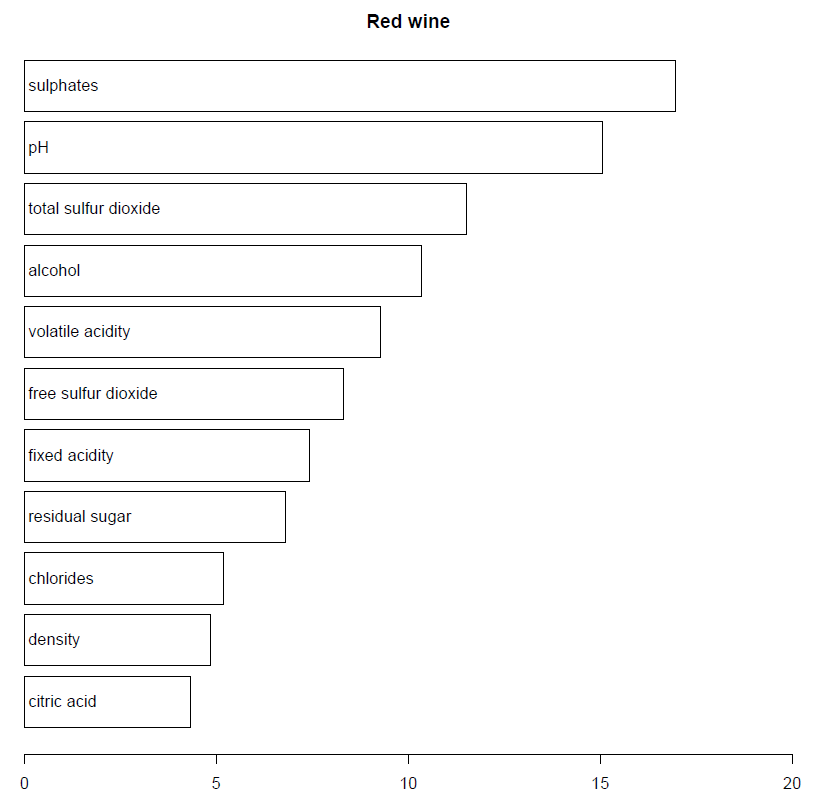 Red wine
sulphates
pH
total sulfur dioxide
alcohol
volatile acidity
free sulfur dioxide
fixed acidity
residual sugar
chlorides
density
citric acid
0 5 10 15 20